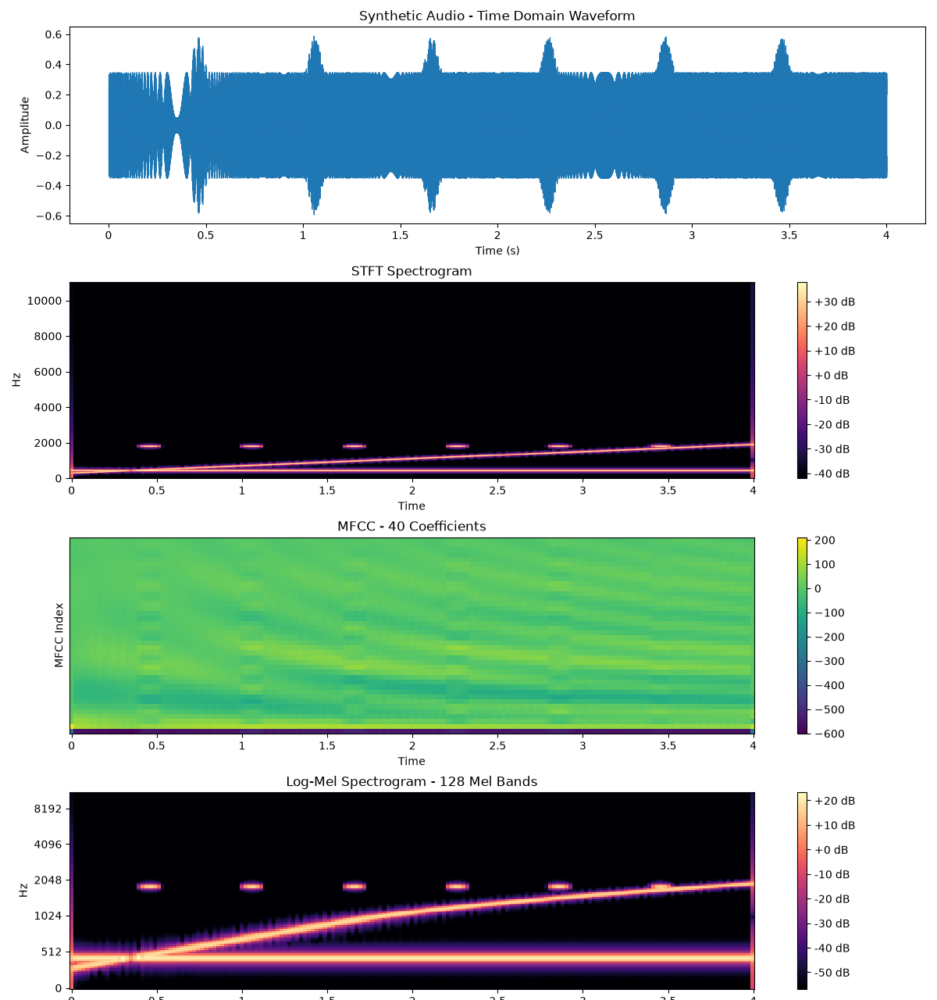 Synthetic Audio - Time Domain Waveform
0.6
0.4
0.2
0.0
−0.2
−0.4
−0.6
Amplitude
0 0.5 1 1.5 2 2.5 3 3.5 4
Time (s)
STFT Spectrogram
10000
8000
6000
4000
2000
0
Hz
+30 dB
+20 dB
+10 dB
+0 dB
-10 dB
-20 dB
-30 dB
-40 dB
0 0.5 1 1.5 2 2.5 3 3.5 4
Time
MFCC - 40 Coefficients
MFCC Index
200
100
0
−100
−200
−300
−400
−500
−600
0 0.5 1 1.5 2 2.5 3 3.5 4
Time
Log-Mel Spectrogram - 128 Mel Bands
8192
4096
2048
1024
512
0
Hz
+20 dB
+10 dB
+0 dB
-10 dB
-20 dB
-30 dB
-40 dB
-50 dB